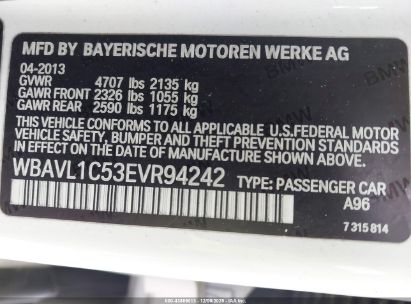 MFD BY BAYERISCHE MOTOREN WERKE AG
04-2013
GVWR 4707 lbs 2135 kg
GAWR FRONT 2326 lbs 1055 kg
GAWR REAR 2590 lbs 1175 kg
THIS VEHICLE CONFORMS TO ALL APPLICABLE U.S.FEDERAL MOTOR
VEHICLE SAFETY, BUMPER AND THEFT PREVENTION STANDARDS
IN EFFECT ON THE DATE OF MANUFACTURE SHOWN ABOVE.
WBAVL1C53EVR94242 TYPE: PASSENGER CAR
A96
7 315 814